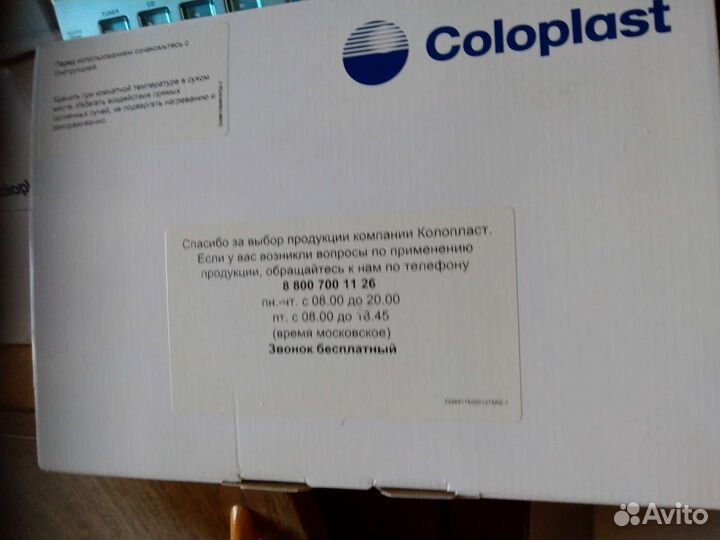 TUNER CD
Coloplast
Перед использованием ознакомьтесь с
Инструкцией.
Хранить при комнатной температуре в сухом
месте. Избегать воздействия прямых
солнечных лучей, не подвергать нагреванию и
замораживанию.
Спасибо за выбор продукции компании Колопласт.
Если у вас возникли вопросы по применению
продукции, обращайтесь к нам по телефону
8 800 700 11 26
пн.-чт. с 08.00 до 20.00
пт. с 08.00 до 18.45
(время московское)
Звонок бесплатный
Avito